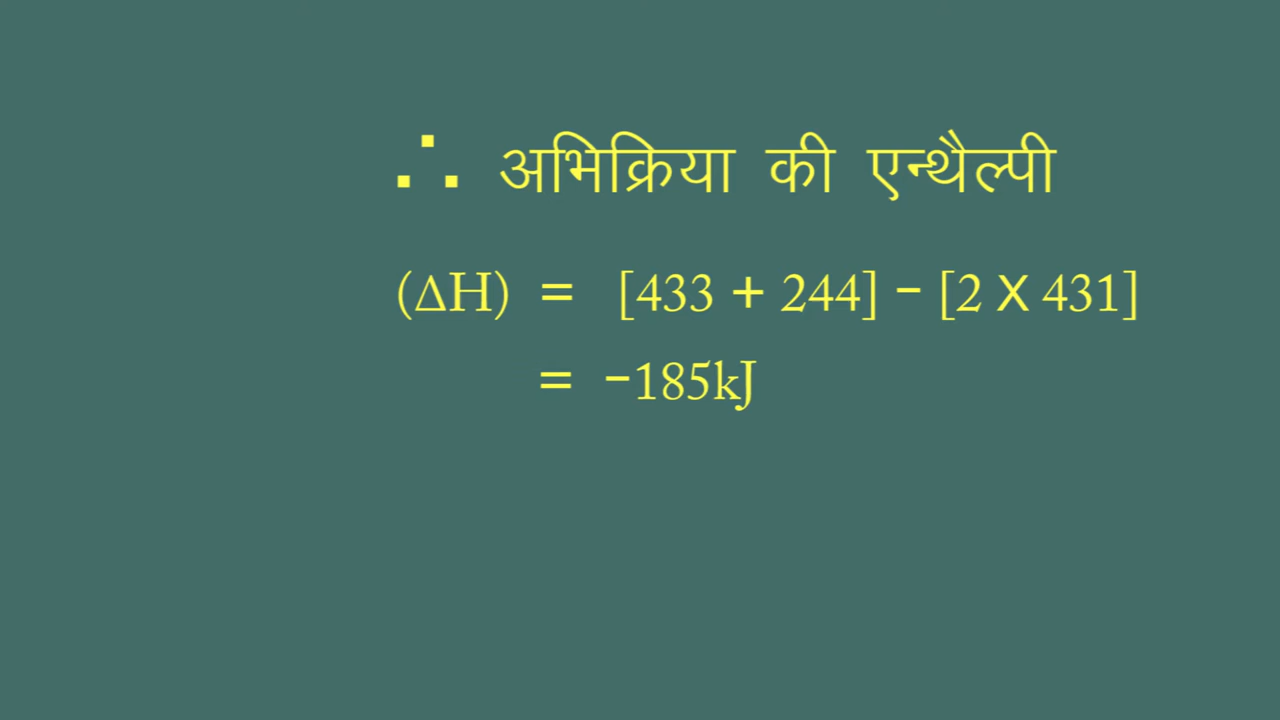 ∴ अभिक्रिया की एन्थैल्पी
(ΔH) = [433 + 244] − [2 X 431]
= −185kJ